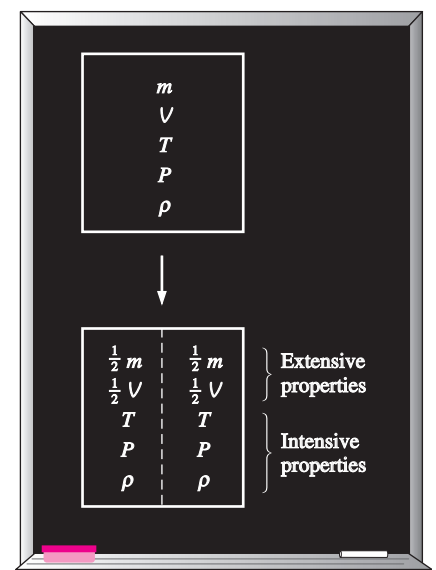 m
V
T
P
ρ
½ m ½ m
½ V ½ V
T T
P P
ρ ρ
Extensive
properties
Intensive
properties